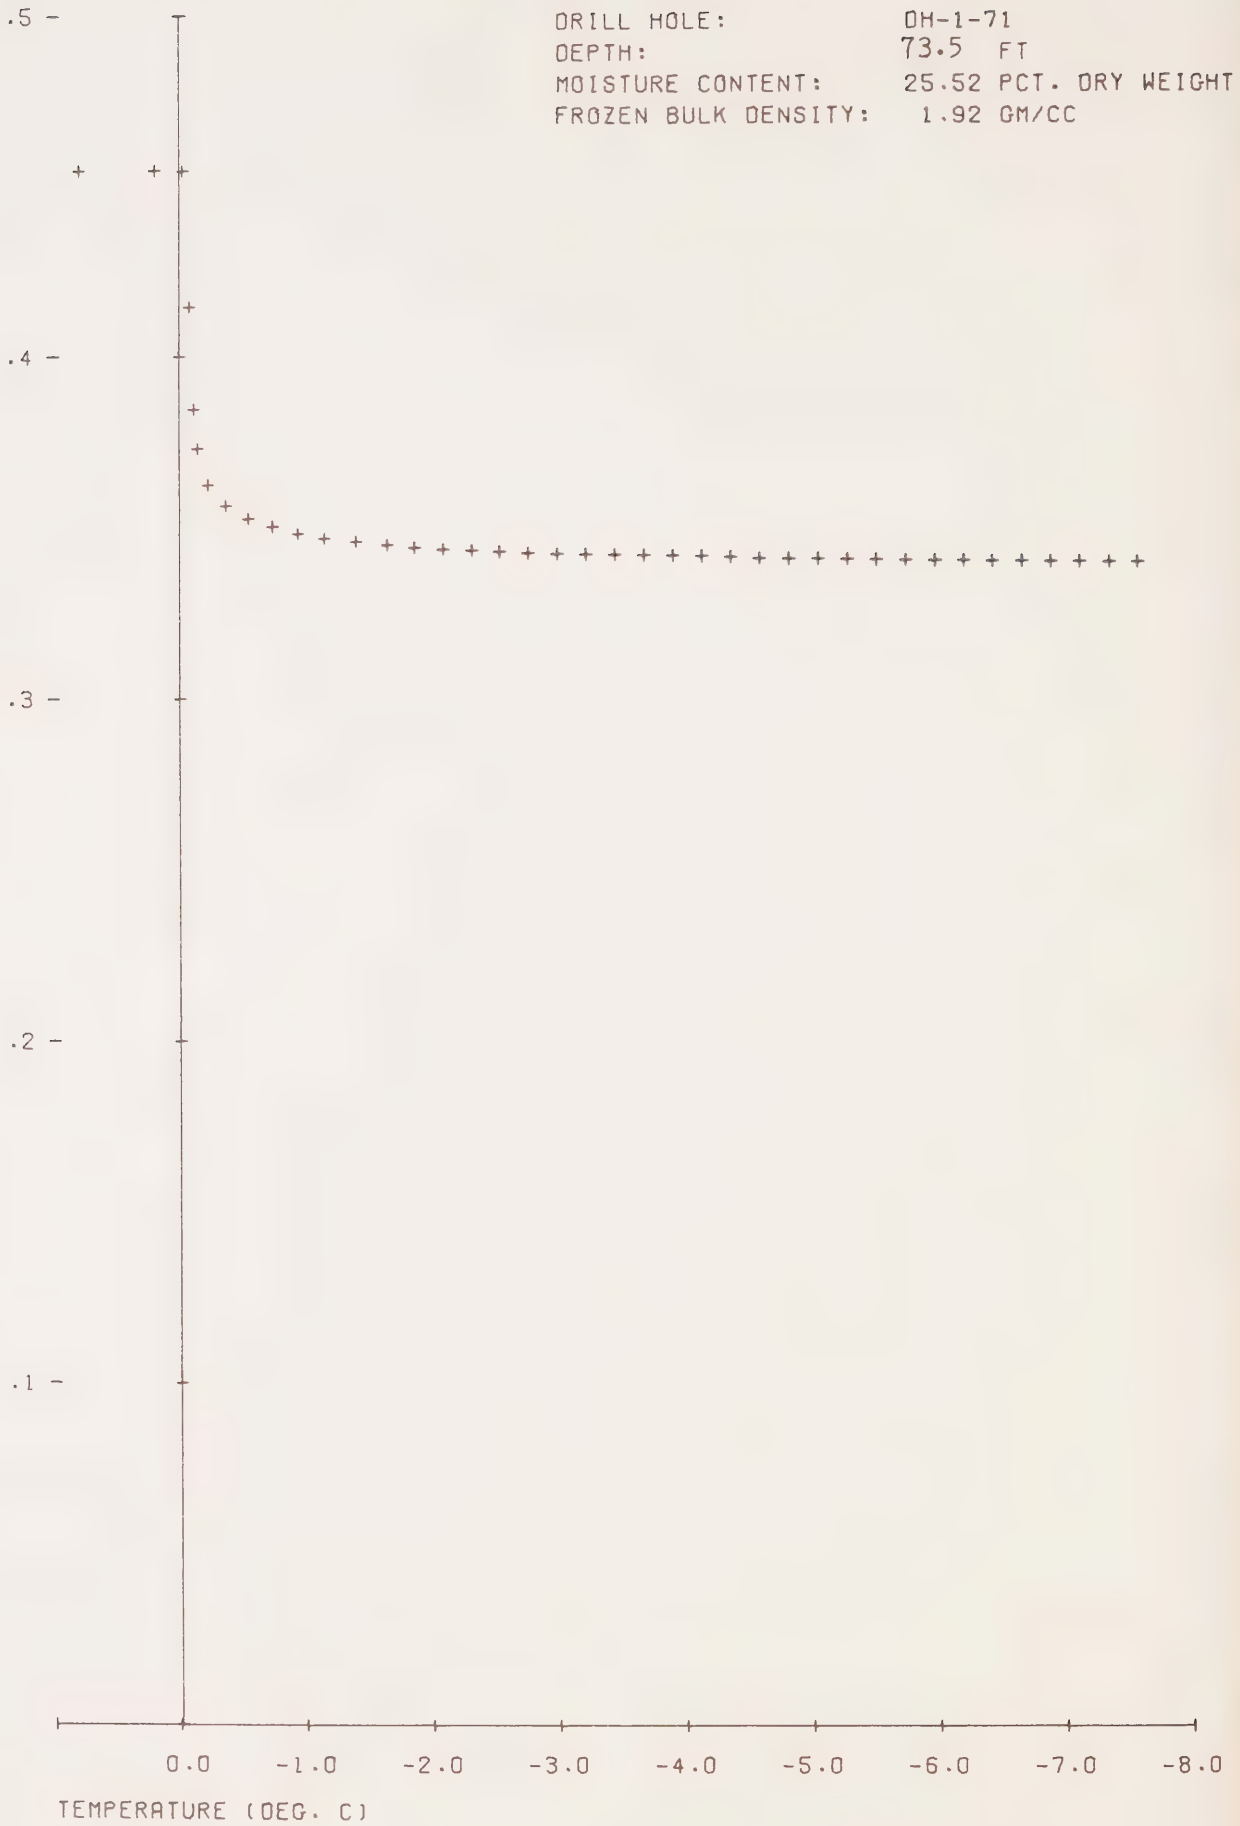 DRILL HOLE: DH-1-71
DEPTH: 73.5 FT
MOISTURE CONTENT: 25.52 PCT. DRY WEIGHT
FROZEN BULK DENSITY: 1.92 GM/CC
.5
.4
.3
.2
.1
0.0 -1.0 -2.0 -3.0 -4.0 -5.0 -6.0 -7.0 -8.0
TEMPERATURE (DEG. C)